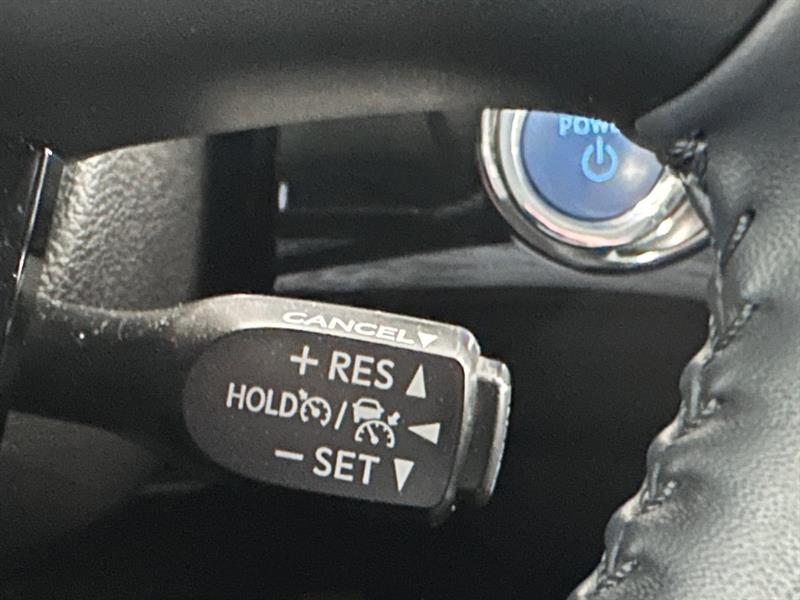 POWER
CANCEL
+ RES
HOLD /
− SET